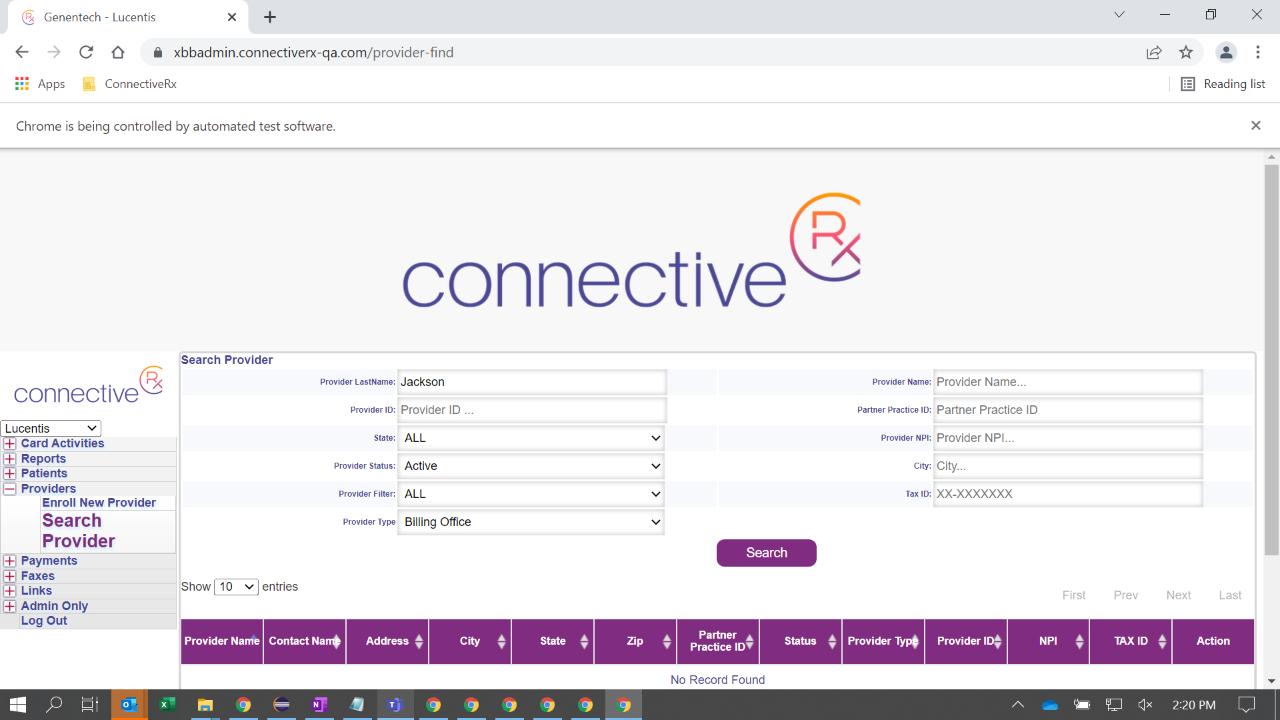 Genentech - Lucentis
xbbadmin.connectiverx-qa.com/provider-find
Apps
ConnectiveRx
Reading list
Chrome is being controlled by automated test software.
connective Rx
connective Rx
Lucentis
Card Activities
Reports
Patients
Providers
Enroll New Provider
Search
Provider
Payments
Faxes
Links
Admin Only
Log Out
Search Provider
Provider LastName: Jackson
Provider Name: Provider Name...
Provider ID: Provider ID ...
Partner Practice ID: Partner Practice ID
State: ALL
Provider NPI: Provider NPI...
Provider Status: Active
City: City...
Provider Filter: ALL
Tax ID: XX-XXXXXXX
Provider Type Billing Office
Search
Show 10 entries
First Prev Next Last
Provider Name Contact Name Address City State Zip Partner Practice ID Status Provider Type Provider ID NPI TAX ID Action
No Record Found
2:20 PM